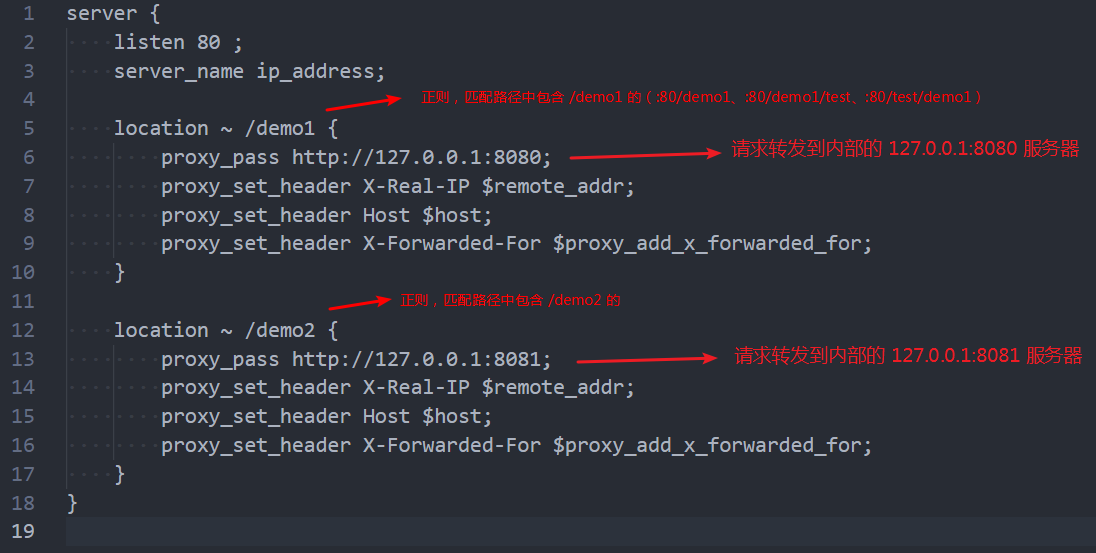 1 server {
2 listen 80 ;
3 server_name ip_address;
4 正则，匹配路径中包含 /demo1 的（:80/demo1、:80/demo1/test、:80/test/demo1）
5 location ~ /demo1 {
6 proxy_pass http://127.0.0.1:8080; 请求转发到内部的 127.0.0.1:8080 服务器
7 proxy_set_header X-Real-IP $remote_addr;
8 proxy_set_header Host $host;
9 proxy_set_header X-Forwarded-For $proxy_add_x_forwarded_for;
10 }
11 正则，匹配路径中包含 /demo2 的
12 location ~ /demo2 {
13 proxy_pass http://127.0.0.1:8081; 请求转发到内部的 127.0.0.1:8081 服务器
14 proxy_set_header X-Real-IP $remote_addr;
15 proxy_set_header Host $host;
16 proxy_set_header X-Forwarded-For $proxy_add_x_forwarded_for;
17 }
18 }
19